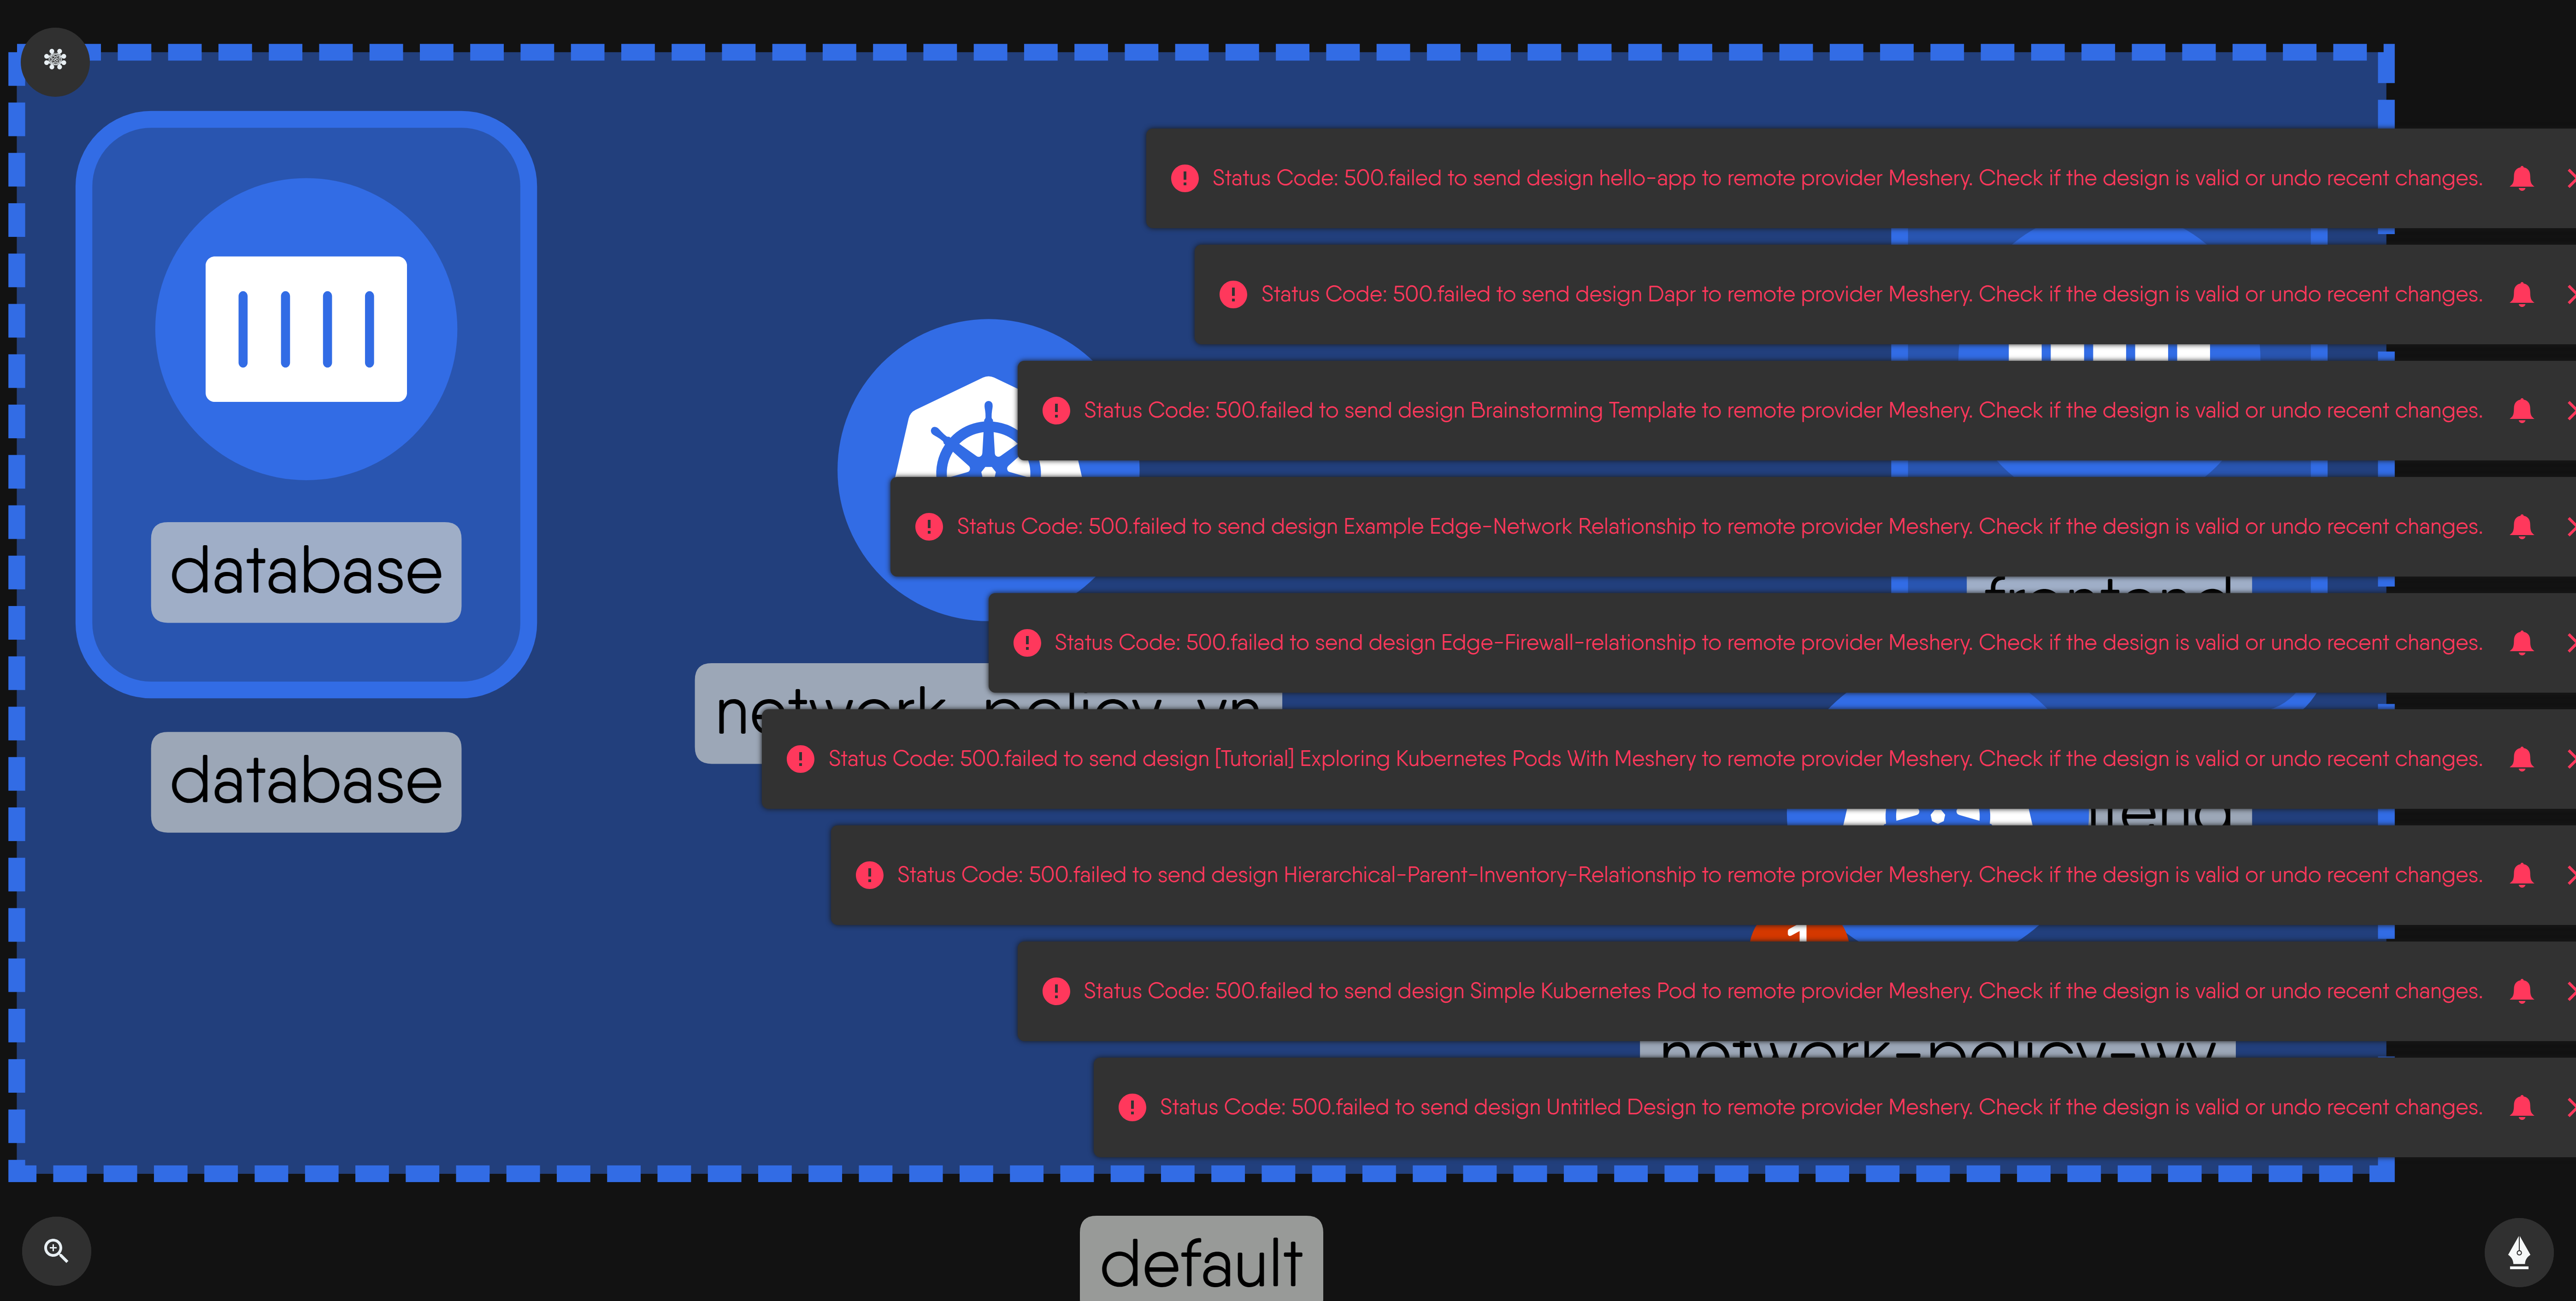 Status Code: 500.failed to send design hello-app to remote provider Meshery. Check if the design is valid or undo recent changes.
Status Code: 500.failed to send design Dapr to remote provider Meshery. Check if the design is valid or undo recent changes.
Status Code: 500.failed to send design Brainstorming Template to remote provider Meshery. Check if the design is valid or undo recent changes.
Status Code: 500.failed to send design Example Edge-Network Relationship to remote provider Meshery. Check if the design is valid or undo recent changes.
database
frontend
Status Code: 500.failed to send design Edge-Firewall-relationship to remote provider Meshery. Check if the design is valid or undo recent changes.
Status Code: 500.failed to send design [Tutorial] Exploring Kubernetes Pods With Meshery to remote provider Meshery. Check if the design is valid or undo recent changes.
database
Status Code: 500.failed to send design Hierarchical-Parent-Inventory-Relationship to remote provider Meshery. Check if the design is valid or undo recent changes.
1
Status Code: 500.failed to send design Simple Kubernetes Pod to remote provider Meshery. Check if the design is valid or undo recent changes.
network-policy-wv
Status Code: 500.failed to send design Untitled Design to remote provider Meshery. Check if the design is valid or undo recent changes.
default